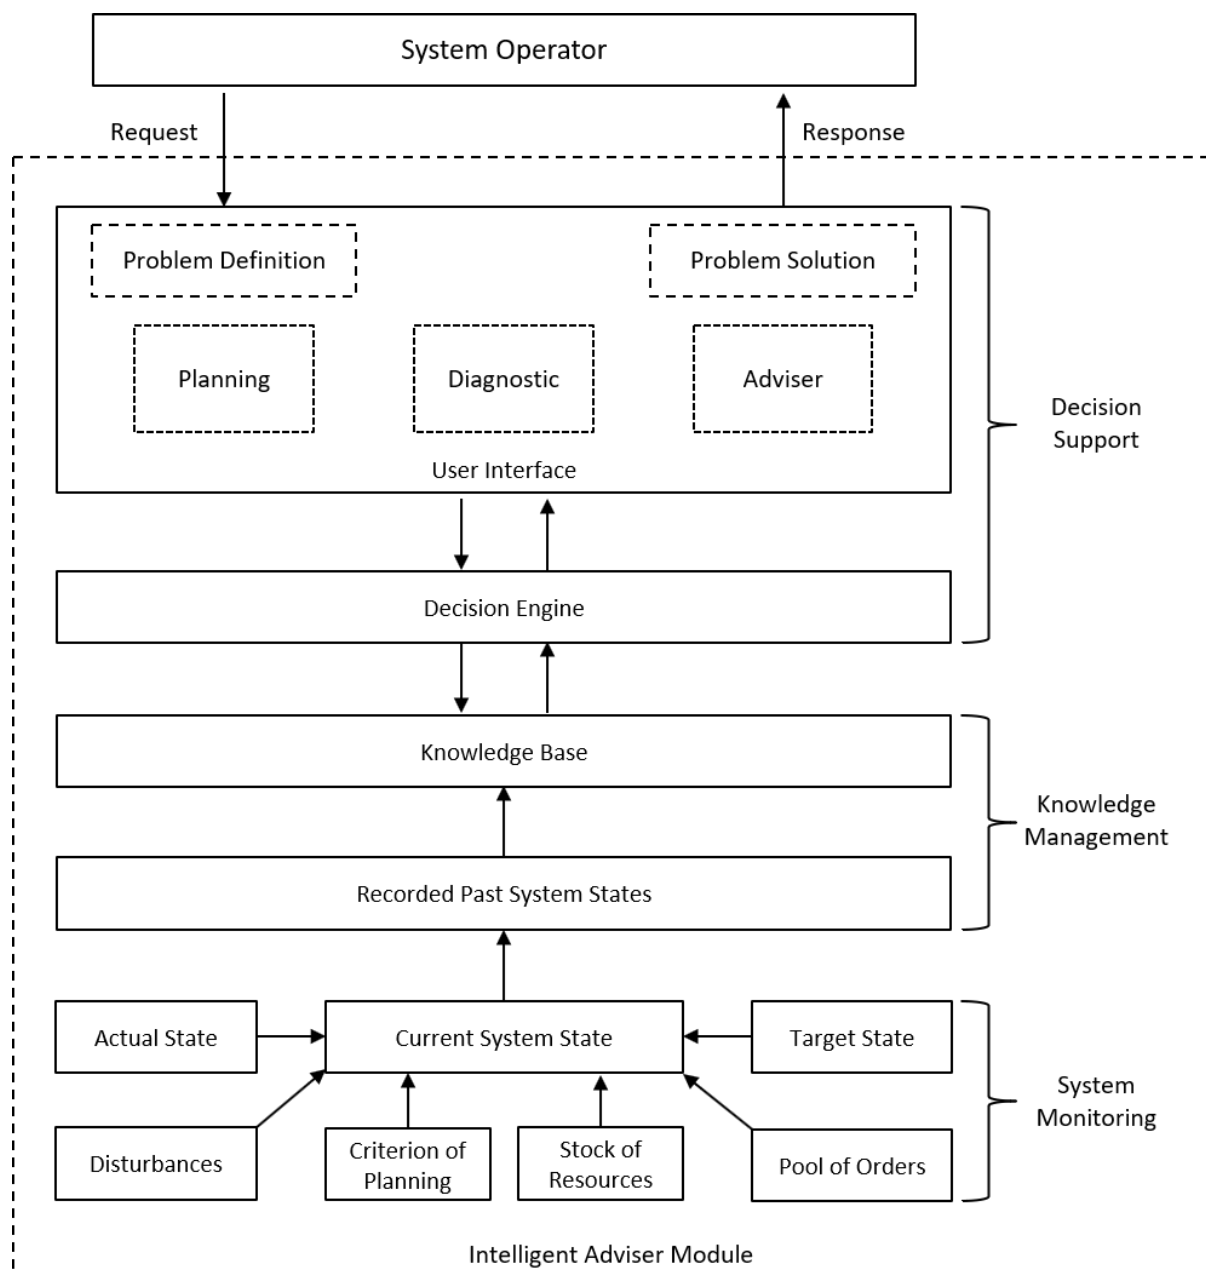 System Operator
Request
Response
Problem Definition
Problem Solution
Planning
Diagnostic
Adviser
User Interface
Decision
Support
Decision Engine
Knowledge Base
Knowledge
Management
Recorded Past System States
Actual State
Current System State
Target State
System
Monitoring
Disturbances
Criterion of
Planning
Stock of
Resources
Pool of Orders
Intelligent Adviser Module